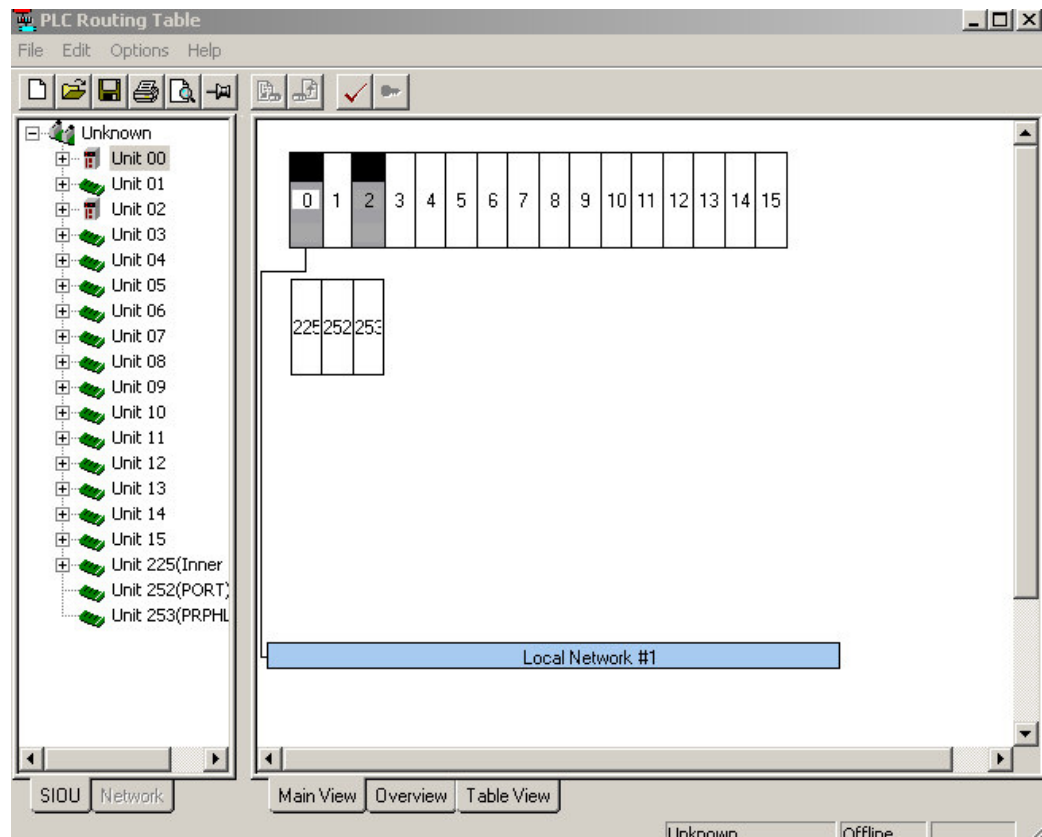 PLC Routing Table
File Edit Options Help
Unknown
Unit 00
Unit 01
Unit 02
Unit 03
Unit 04
Unit 05
Unit 06
Unit 07
Unit 08
Unit 09
Unit 10
Unit 11
Unit 12
Unit 13
Unit 14
Unit 15
Unit 225(Inner
Unit 252(PORT)
Unit 253(PRPHL
0 1 2 3 4 5 6 7 8 9 10 11 12 13 14 15
225 252 253
Local Network #1
SIOU Network
Main View Overview Table View
Unknown Offline